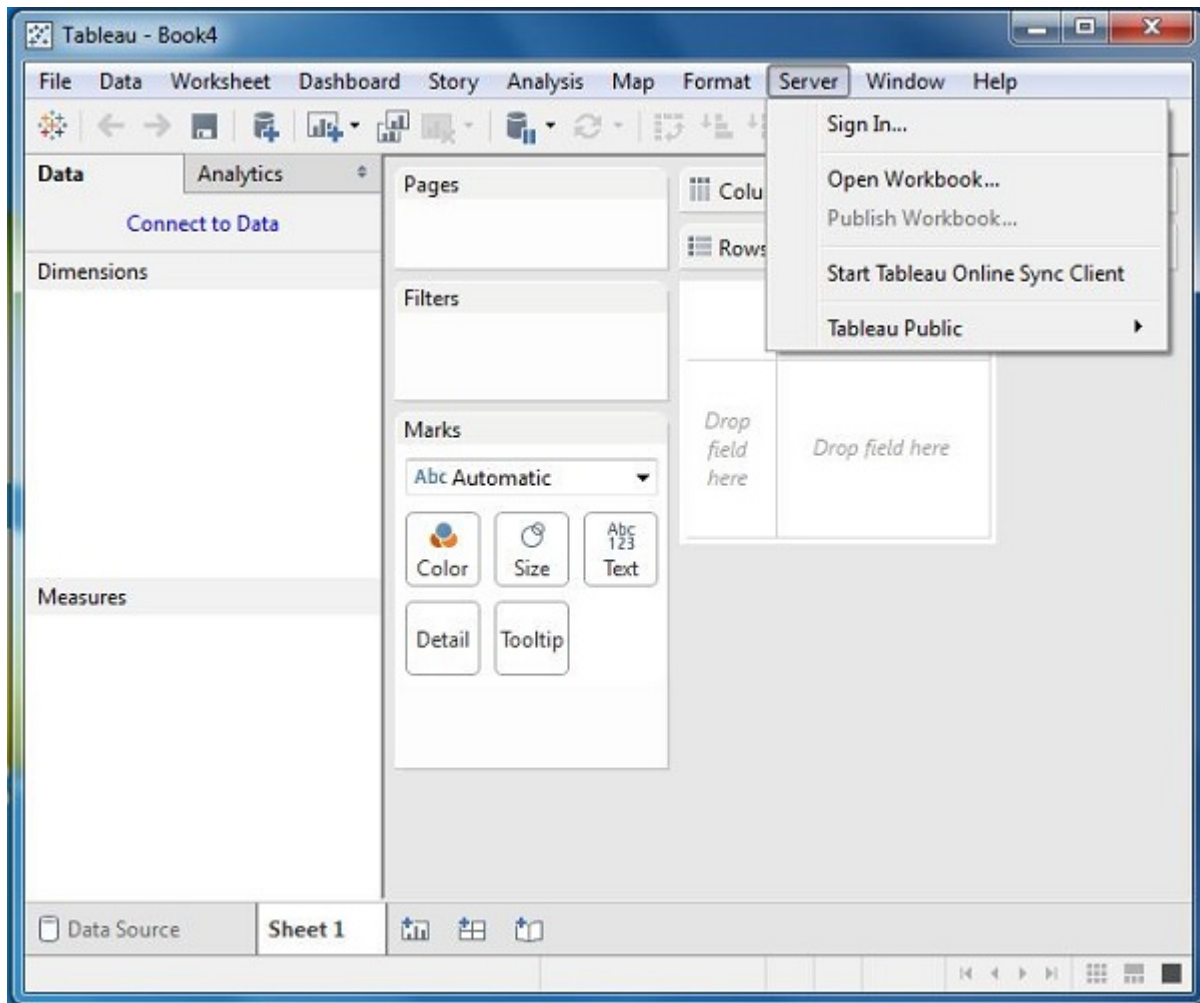 Tableau - Book4
File Data Worksheet Dashboard Story Analysis Map Format Server Window Help
Sign In...
Open Workbook...
Publish Workbook...
Start Tableau Online Sync Client
Tableau Public
Data Analytics
Connect to Data
Dimensions
Measures
Pages
Filters
Marks
Abc Automatic
Color Size Abc 123 Text
Detail Tooltip
Colu
Rows
Drop
field
here
Drop field here
Data Source Sheet 1